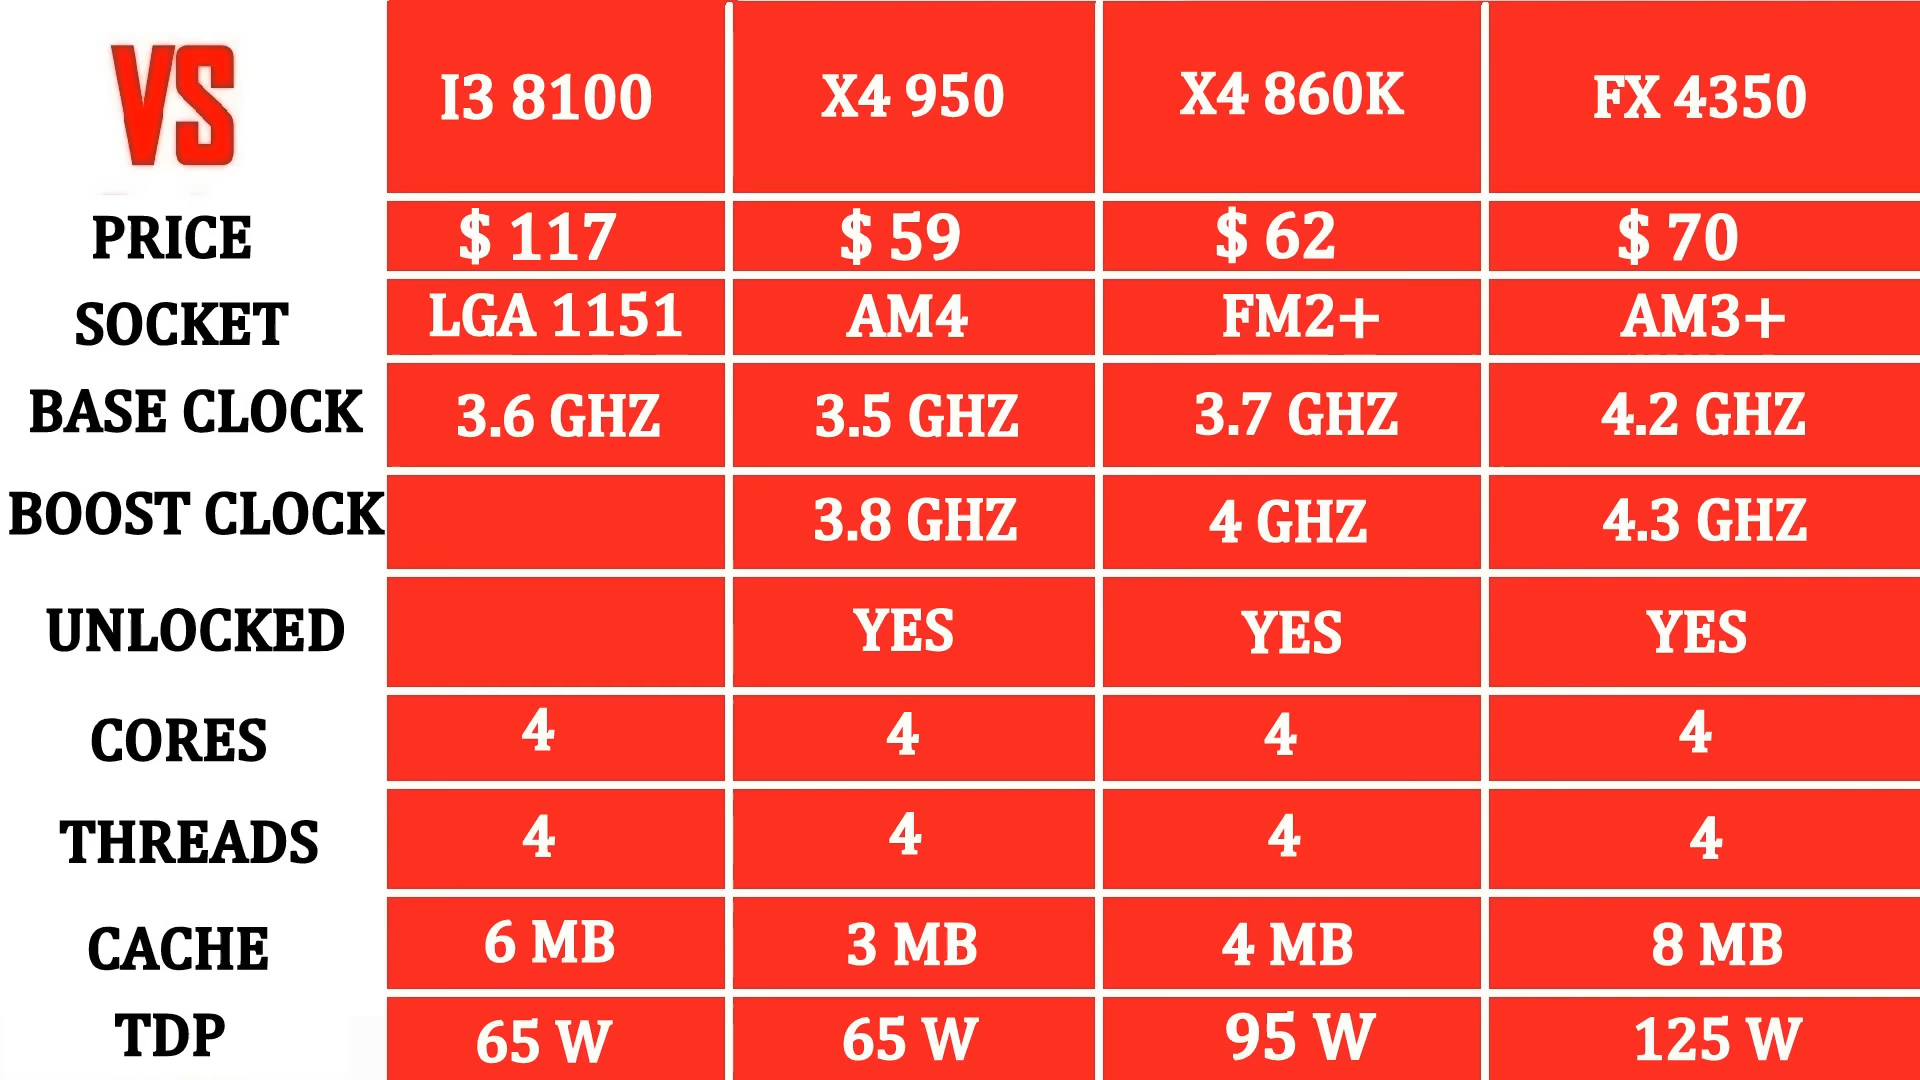 VS I3 8100 X4 950 X4 860K FX 4350
PRICE $ 117 $ 59 $ 62 $ 70
SOCKET LGA 1151 AM4 FM2+ AM3+
BASE CLOCK 3.6 GHZ 3.5 GHZ 3.7 GHZ 4.2 GHZ
BOOST CLOCK 3.8 GHZ 4 GHZ 4.3 GHZ
UNLOCKED YES YES YES
CORES 4 4 4 4
THREADS 4 4 4 4
CACHE 6 MB 3 MB 4 MB 8 MB
TDP 65 W 65 W 95 W 125 W